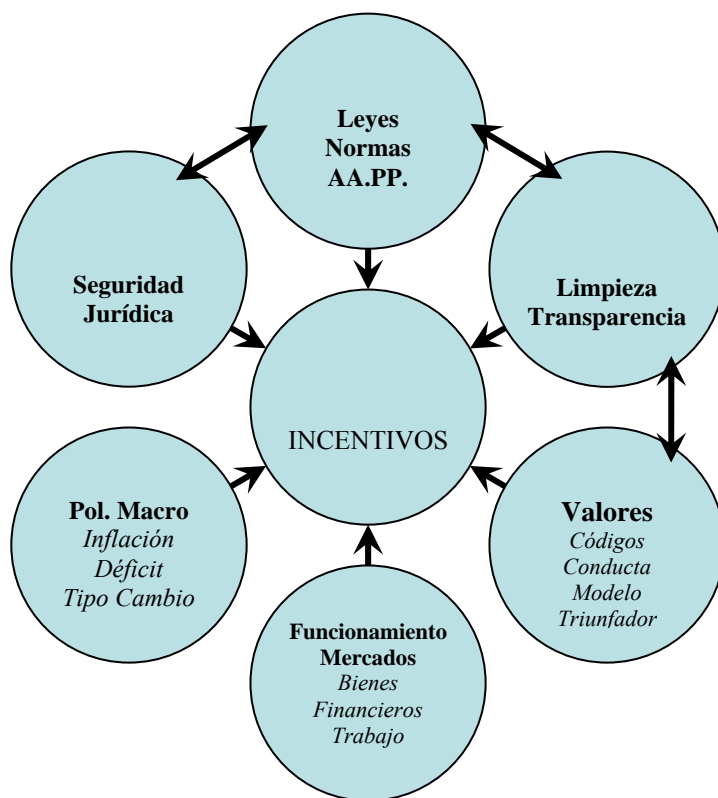 Leyes
Normas
AA.PP.
Seguridad
Jurídica
Limpieza
Transparencia
INCENTIVOS
Pol. Macro
Inflación
Déficit
Tipo Cambio
Valores
Códigos
Conducta
Modelo
Triunfador
Funcionamiento
Mercados
Bienes
Financieros
Trabajo